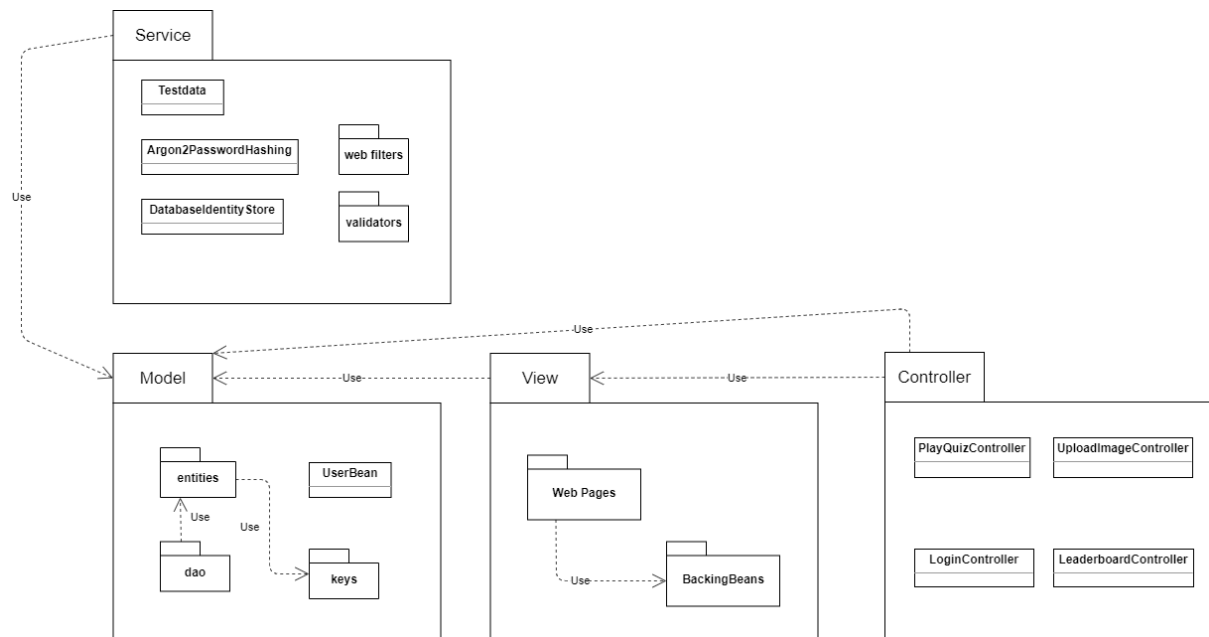 Service
Testdata
Argon2PasswordHashing
web filters
Use
DatabaseIdentityStore
validators
Use
Model
Use
View
Use
Controller
PlayQuizController
UploadImageController
entities
UserBean
Web Pages
Use
Use
dao
keys
Use
BackingBeans
LoginController
LeaderboardController